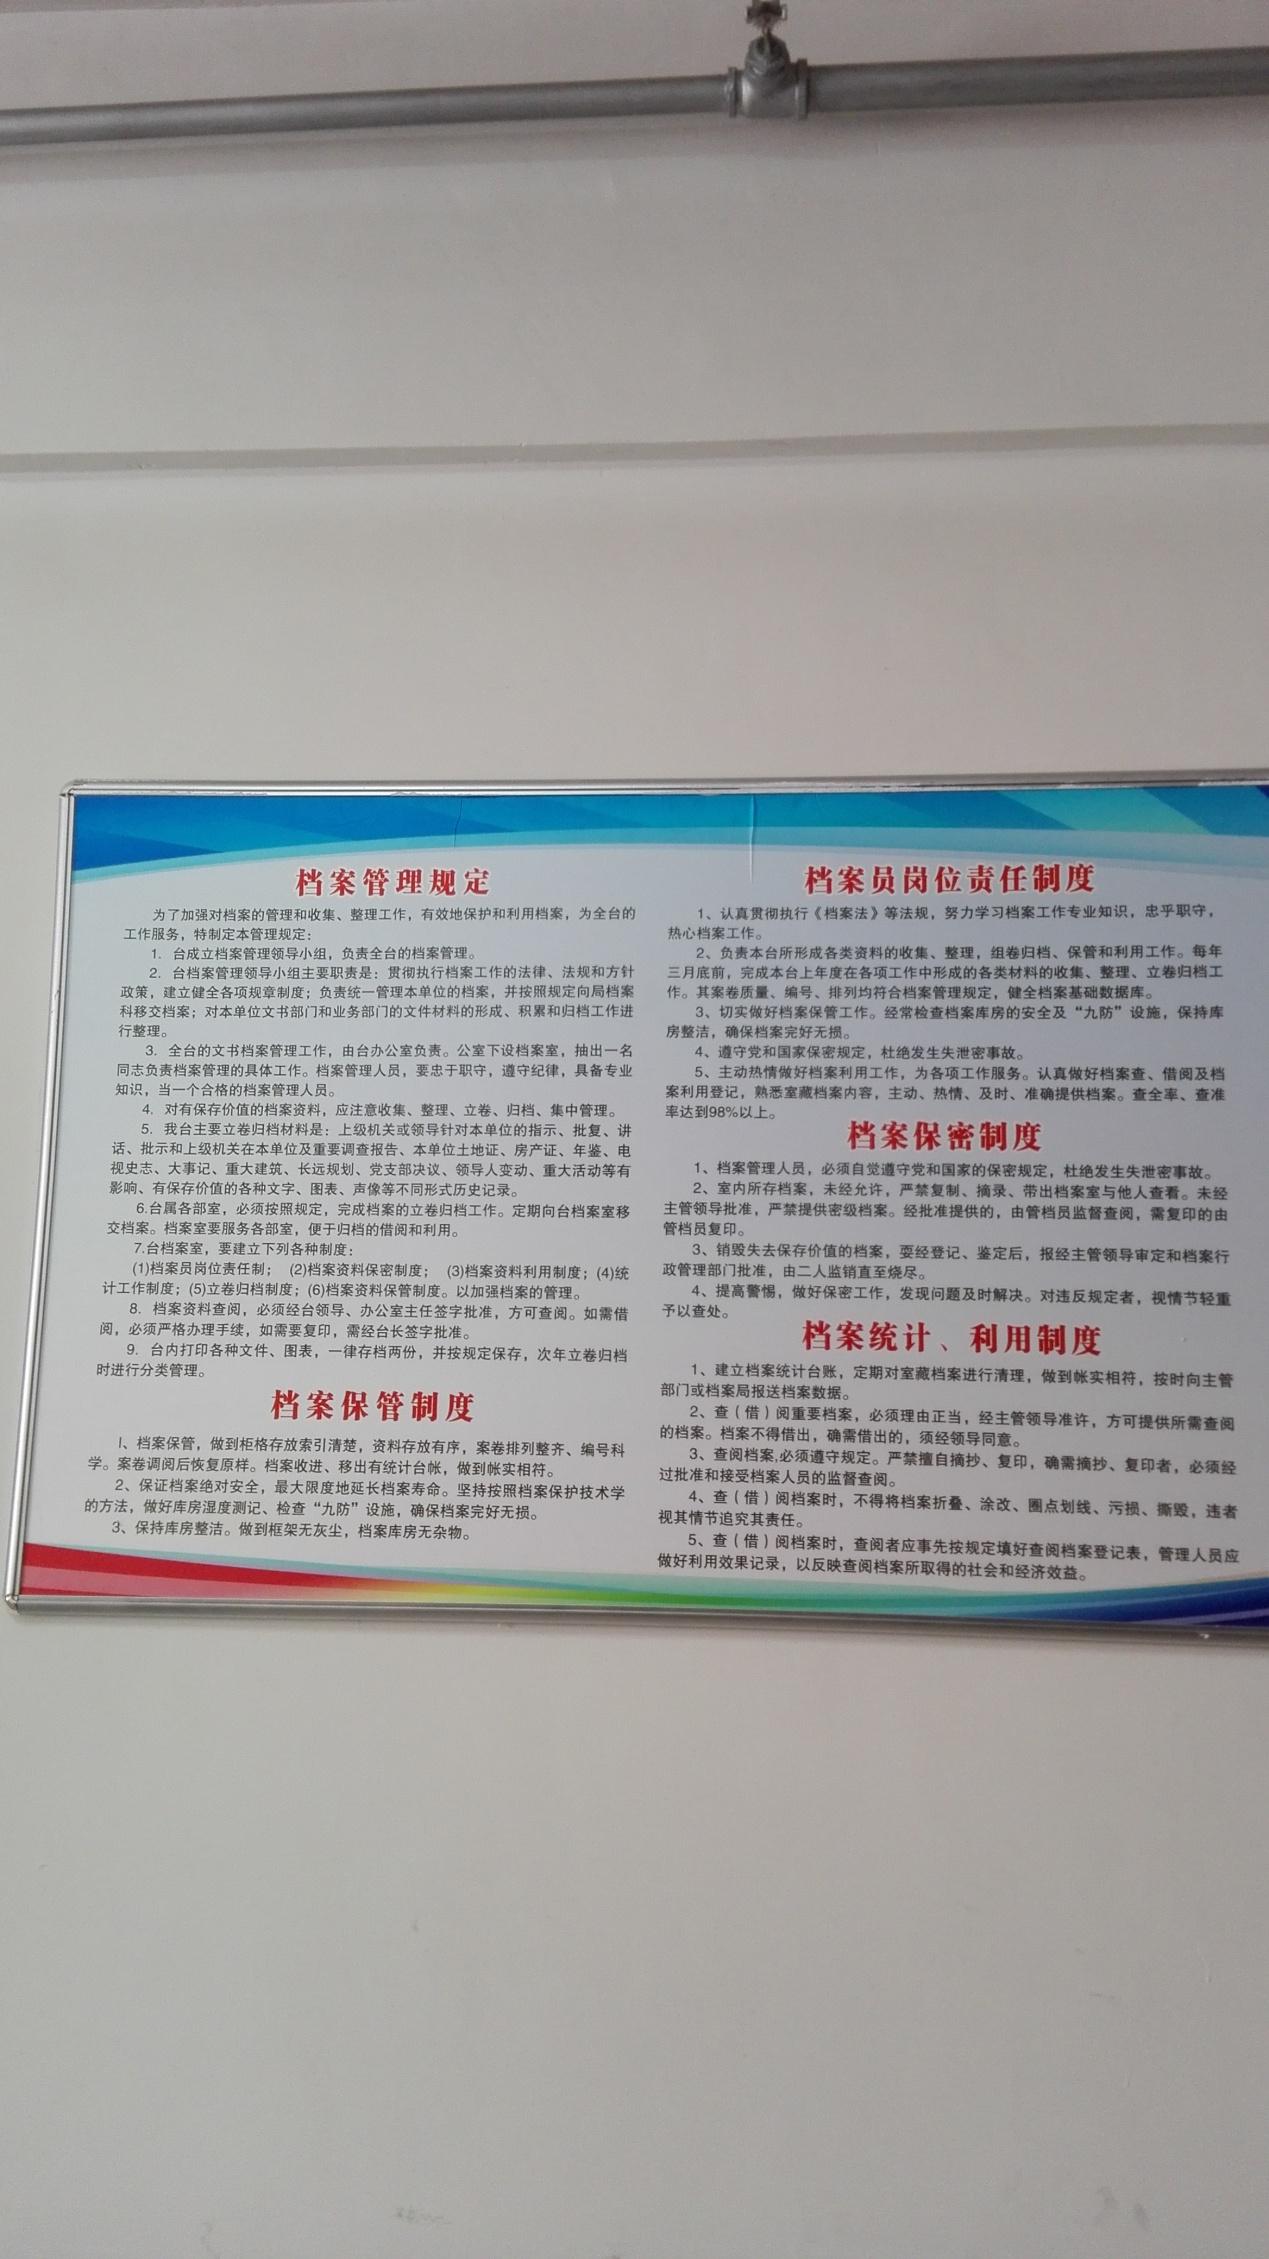 档案管理规定
为了加强对档案的管理和收集、整理工作，有效地保护和利用档案，为全台的
工作服务，特制定本管理规定：
1. 台成立档案管理领导小组，负责全台的档案管理。
2. 台档案管理领导小组主要职责是：贯彻执行档案工作的法律、法规和方针
政策，建立健全各项规章制度；负责统一管理本单位的档案，并按照规定向局档案
科移交档案；对本单位文书部门和业务部门的文件材料的形成、积累和归档工作进
行整理。
3. 全台的文书档案管理工作，由台办公室负责。公室下设档案室，抽出一名
同志负责档案管理的具体工作。档案管理人员，要忠于职守，遵守纪律，具备专业
知识，当一个合格的档案管理人员。
4. 对有保存价值的档案资料，应注意收集、整理、立卷、归档、集中管理。
5. 我台主要立卷归档材料是：上级机关或领导针对本单位的指示、批复、讲
话、批示和上级机关在本单位及重要调查报告、本单位土地证、房产证、年鉴、电
视史志、大事记、重大建筑、长远规划、党支部决议、领导人变动、重大活动等有
影响、有保存价值的各种文字、图表、声像等不同形式历史记录。
6.台属各部室，必须按照规定，完成档案的立卷归档工作。定期向台档案室移
交档案。档案室要服务各部室，便于归档的借阅和利用。
7.台档案室，要建立下列各种制度：
(1)档案员岗位责任制； (2)档案资料保密制度； (3)档案资料利用制度；(4)统
计工作制度；(5)立卷归档制度；(6)档案资料保管制度。以加强档案的管理。
8. 档案资料查阅，必须经台领导、办公室主任签字批准，方可查阅。如需借
阅，必须严格办理手续，如需要复印，需经台长签字批准。
9. 台内打印各种文件、图表，一律存档两份，并按规定保存，次年立卷归档
时进行分类管理。
档案保管制度
l、档案保管，做到柜格存放索引清楚，资料存放有序，案卷排列整齐、编号科
学。案卷调阅后恢复原样。档案收进、移出有统计台帐，做到帐实相符。
2、保证档案绝对安全，最大限度地延长档案寿命。坚持按照档案保护技术学
的方法，做好库房湿度测记、检查“九防”设施，确保档案完好无损。
3、保持库房整洁。做到框架无灰尘，档案库房无杂物。
档案员岗位责任制度
1、认真贯彻执行《档案法》等法规，努力学习档案工作专业知识，忠乎职守，
热心档案工作。
2、负责本台所形成各类资料的收集、整理，组卷归档、保管和利用工作。每年
三月底前，完成本台上年度在各项工作中形成的各类材料的收集、整理、立卷归档工
作。其案卷质量、编号、排列均符合档案管理规定，健全档案基础数据库。
3、切实做好档案保管工作。经常检查档案库房的安全及“九防”设施，保持库
房整洁，确保档案完好无损。
4、遵守党和国家保密规定，杜绝发生失泄密事故。
5、主动热情做好档案利用工作，为各项工作服务。认真做好档案查、借阅及档
案利用登记，熟悉室藏档案内容，主动、热情、及时、准确提供档案。查全率、查准
率达到98%以上。
档案保密制度
1、档案管理人员，必须自觉遵守党和国家的保密规定，杜绝发生失泄密事故。
2、室内所存档案，未经允许，严禁复制、摘录、带出档案室与他人查看。未经
主管领导批准，严禁提供密级档案。经批准提供的，由管档员监督查阅，需复印的由
管档员复印。
3、销毁失去保存价值的档案，耍经登记、鉴定后，报经主管领导审定和档案行
政管理部门批准，由二人监销直至烧尽。
4、提高警惕，做好保密工作，发现问题及时解决。对违反规定者，视情节轻重
予以查处。
档案统计、利用制度
1、建立档案统计台账，定期对室藏档案进行清理，做到帐实相符，按时向主管
部门或档案局报送档案数据。
2、查（借）阅重要档案，必须理由正当，经主管领导准许，方可提供所需查阅
的档案。档案不得借出，确需借出的，须经领导同意。
3、查阅档案,必须遵守规定。严禁擅自摘抄、复印，确需摘抄、复印者，必须经
过批准和接受档案人员的监督查阅。
4、查（借）阅档案时，不得将档案折叠、涂改、圈点划线、污损、撕毁，违者
视其情节追究其责任。
5、查（借）阅档案时，查阅者应事先按规定填好查阅档案登记表，管理人员应
做好利用效果记录，以反映查阅档案所取得的社会和经济效益。